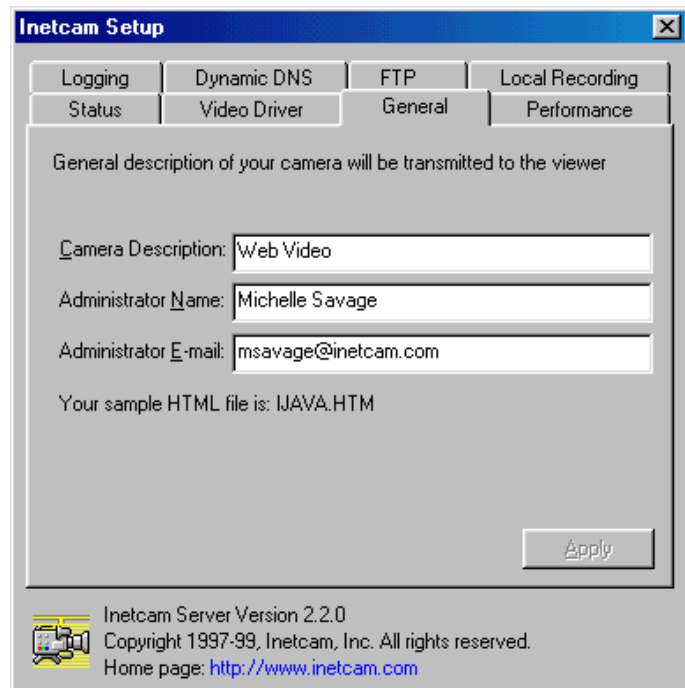 Inetcam Setup
Logging Dynamic DNS FTP Local Recording
Status Video Driver General Performance
General description of your camera will be transmitted to the viewer
Camera Description: Web Video
Administrator Name: Michelle Savage
Administrator E-mail: msavage@inetcam.com
Your sample HTML file is: IJAVA.HTM
Apply
Inetcam Server Version 2.2.0
Copyright 1997-99, Inetcam, Inc. All rights reserved.
Home page: http://www.inetcam.com